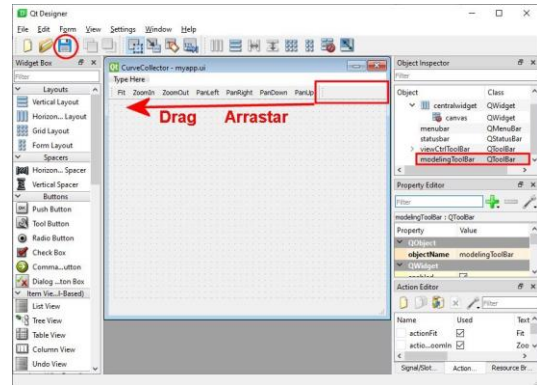 Qt Designer
File Edit Form View Settings Window Help
Widget Box
Filter
Layouts
Vertical Layout
Horizon... Layout
Grid Layout
Form Layout
Spacers
Horizon... Spacer
Vertical Spacer
Buttons
Push Button
Tool Button
Radio Button
Check Box
Comma...utton
Dialog ...ton Box
Item Vie...l-Based)
List View
Tree View
Table View
Column View
Undo View
CurveCollector - myapp.ui
Type Here
Fit ZoomIn ZoomOut PanLeft PanRight PanDown PanUp
Drag Arrastar
Object Inspector
Filter
Object Class
centralwidget QWidget
canvas QWidget
menubar QMenuBar
statusbar QStatusBar
viewCtrlToolBar QToolBar
modelingToolBar QToolBar
Property Editor
Filter
modelingToolBar : QToolBar
Property Value
QObject
objectName modelingToolBar
QWidget
Action Editor
Filter
Name Used Text
actionFit Fit
actio...oomIn Zoo
Signal/Slot... Action... Resource Br...